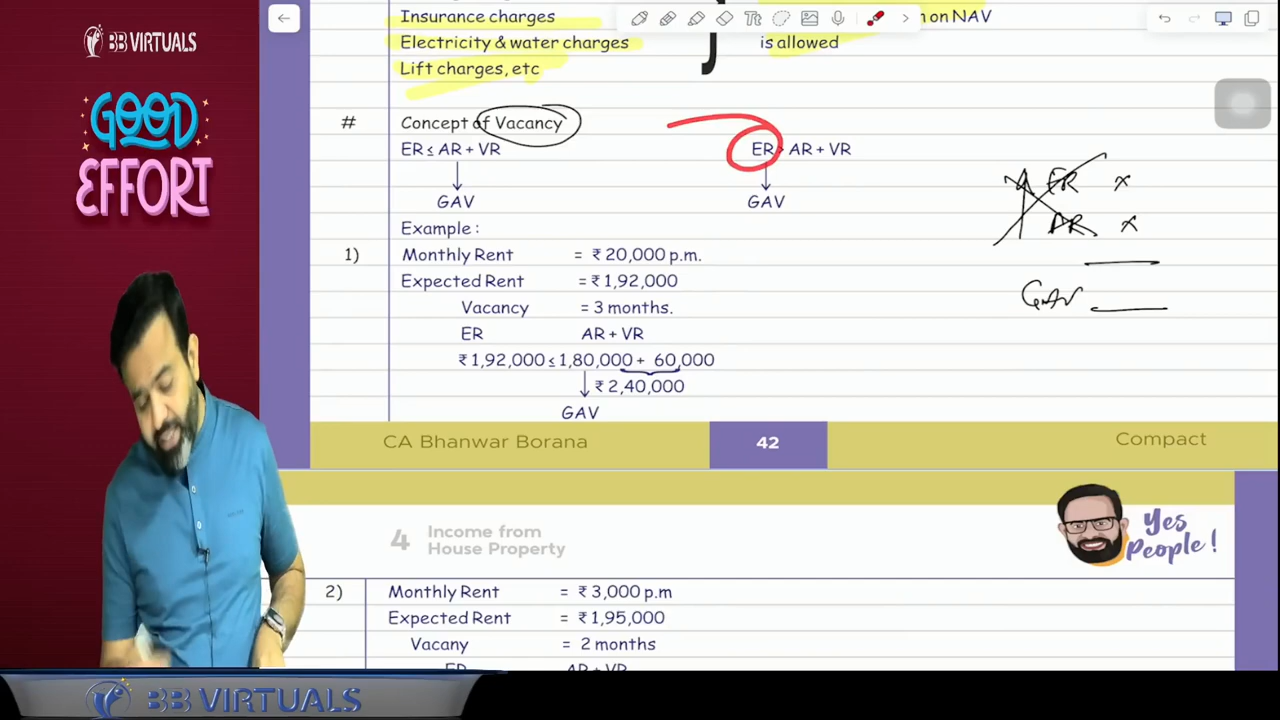 BB VIRTUALS
GOOD
EFFORT
Insurance charges
Electricity & water charges
Lift charges, etc
n on NAV
is allowed
# Concept of Vacancy
ER ≤ AR + VR
GAV
ER > AR + VR
GAV
ER x
AR x
GAV
Example :
1) Monthly Rent = ₹ 20,000 p.m.
Expected Rent = ₹ 1,92,000
Vacancy = 3 months.
ER AR + VR
₹ 1,92,000 ≤ 1,80,000 + 60,000
₹ 2,40,000
GAV
CA Bhanwar Borana 42 Compact
4 Income from
House Property
Yes
People !
2) Monthly Rent = ₹ 3,000 p.m
Expected Rent = ₹ 1,95,000
Vacany = 2 months
ER AR + VR
BB VIRTUALS